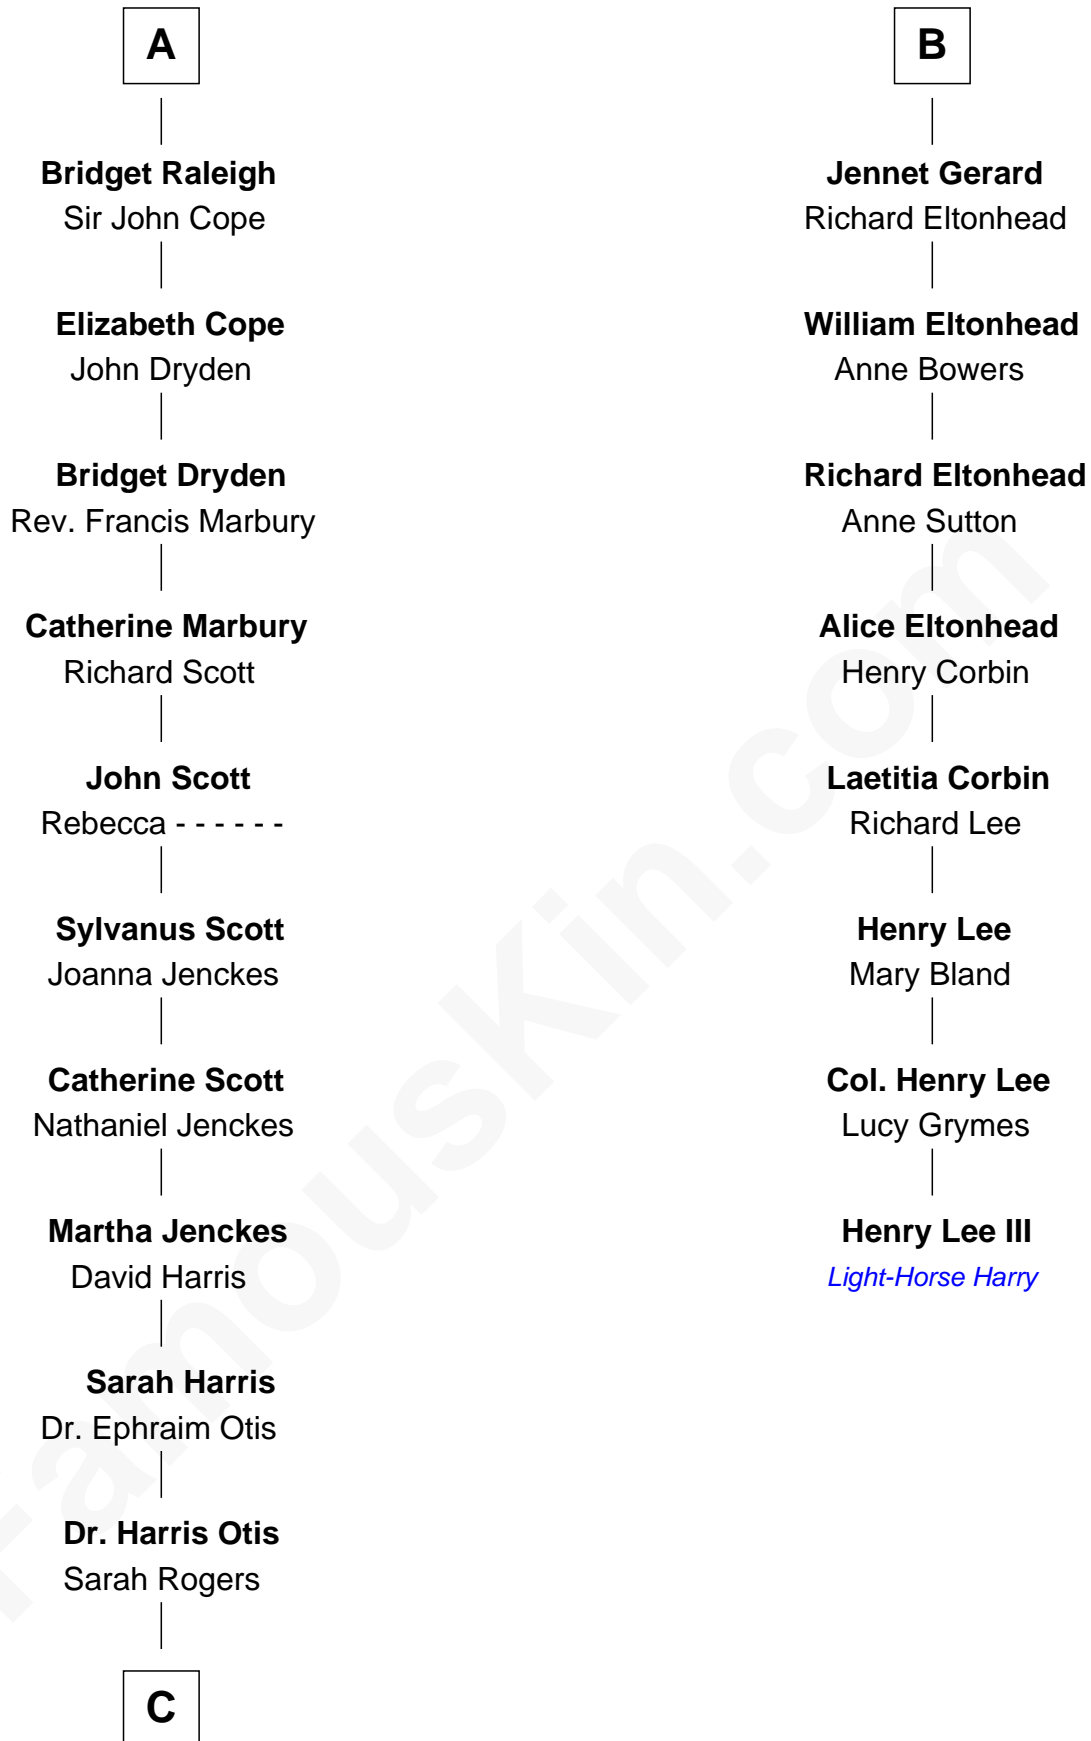 A
Bridget Raleigh
Sir John Cope
Elizabeth Cope
John Dryden
Bridget Dryden
Rev. Francis Marbury
Catherine Marbury
Richard Scott
John Scott
Rebecca - - - - - -
Sylvanus Scott
Joanna Jenckes
Catherine Scott
Nathaniel Jenckes
Martha Jenckes
David Harris
Sarah Harris
Dr. Ephraim Otis
Dr. Harris Otis
Sarah Rogers
C
B
Jennet Gerard
Richard Eltonhead
William Eltonhead
Anne Bowers
Richard Eltonhead
Anne Sutton
Alice Eltonhead
Henry Corbin
Laetitia Corbin
Richard Lee
Henry Lee
Mary Bland
Col. Henry Lee
Lucy Grymes
Henry Lee III
Light-Horse Harry
FamousKin.com